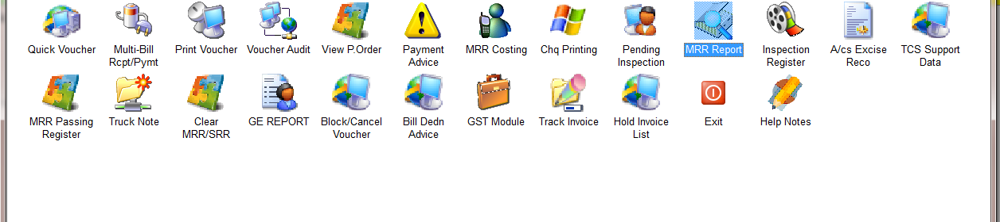 Quick Voucher
Multi-Bill
Rcpt/Pymt
Print Voucher
Voucher Audit
View P.Order
Payment
Advice
MRR Costing
Chq Printing
Pending
Inspection
MRR Report
Inspection
Register
A/cs Excise
Reco
TCS Support
Data
MRR Passing
Register
Truck Note
Clear
MRR/SRR
GE REPORT
Block/Cancel
Voucher
Bill Dedn
Advice
GST Module
Track Invoice
Hold Invoice
List
Exit
Help Notes